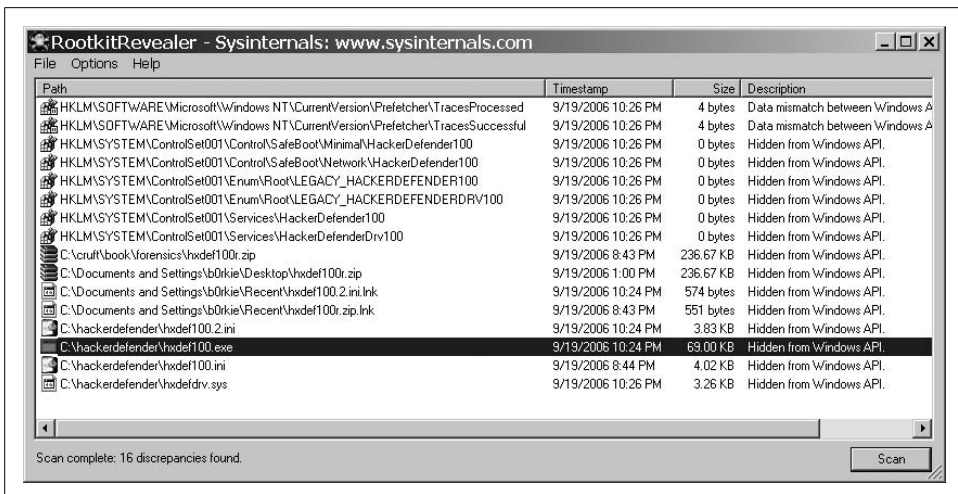 RootkitRevealer - Sysinternals: www.sysinternals.com
File Options Help
Path Timestamp Size Description
HKLM\SOFTWARE\Microsoft\Windows NT\CurrentVersion\Prefetcher\TracesProcessed 9/19/2006 10:26 PM 4 bytes Data mismatch between Windows A
HKLM\SOFTWARE\Microsoft\Windows NT\CurrentVersion\Prefetcher\TracesSuccessful 9/19/2006 10:26 PM 4 bytes Data mismatch between Windows A
HKLM\SYSTEM\ControlSet001\Control\SafeBoot\Minimal\HackerDefender100 9/19/2006 10:26 PM 0 bytes Hidden from Windows API.
HKLM\SYSTEM\ControlSet001\Control\SafeBoot\Network\HackerDefender100 9/19/2006 10:26 PM 0 bytes Hidden from Windows API.
HKLM\SYSTEM\ControlSet001\Enum\Root\LEGACY_HACKERDEFENDER100 9/19/2006 10:26 PM 0 bytes Hidden from Windows API.
HKLM\SYSTEM\ControlSet001\Enum\Root\LEGACY_HACKERDEFENDERDRV100 9/19/2006 10:26 PM 0 bytes Hidden from Windows API.
HKLM\SYSTEM\ControlSet001\Services\HackerDefender100 9/19/2006 10:26 PM 0 bytes Hidden from Windows API.
HKLM\SYSTEM\ControlSet001\Services\HackerDefenderDrv100 9/19/2006 10:26 PM 0 bytes Hidden from Windows API.
C:\cruft\book\forensics\hxdef100r.zip 9/19/2006 8:43 PM 236.67 KB Hidden from Windows API.
C:\Documents and Settings\b0rkie\Desktop\hxdef100r.zip 9/19/2006 1:00 PM 236.67 KB Hidden from Windows API.
C:\Documents and Settings\b0rkie\Recent\hxdef100.2.ini.lnk 9/19/2006 10:24 PM 574 bytes Hidden from Windows API.
C:\Documents and Settings\b0rkie\Recent\hxdef100r.zip.lnk 9/19/2006 8:43 PM 551 bytes Hidden from Windows API.
C:\hackerdefender\hxdef100.2.ini 9/19/2006 10:24 PM 3.83 KB Hidden from Windows API.
C:\hackerdefender\hxdef100.exe 9/19/2006 10:24 PM 69.00 KB Hidden from Windows API.
C:\hackerdefender\hxdef100.ini 9/19/2006 8:44 PM 4.02 KB Hidden from Windows API.
C:\hackerdefender\hxdefdrv.sys 9/19/2006 10:26 PM 3.26 KB Hidden from Windows API.
Scan complete: 16 discrepancies found. Scan